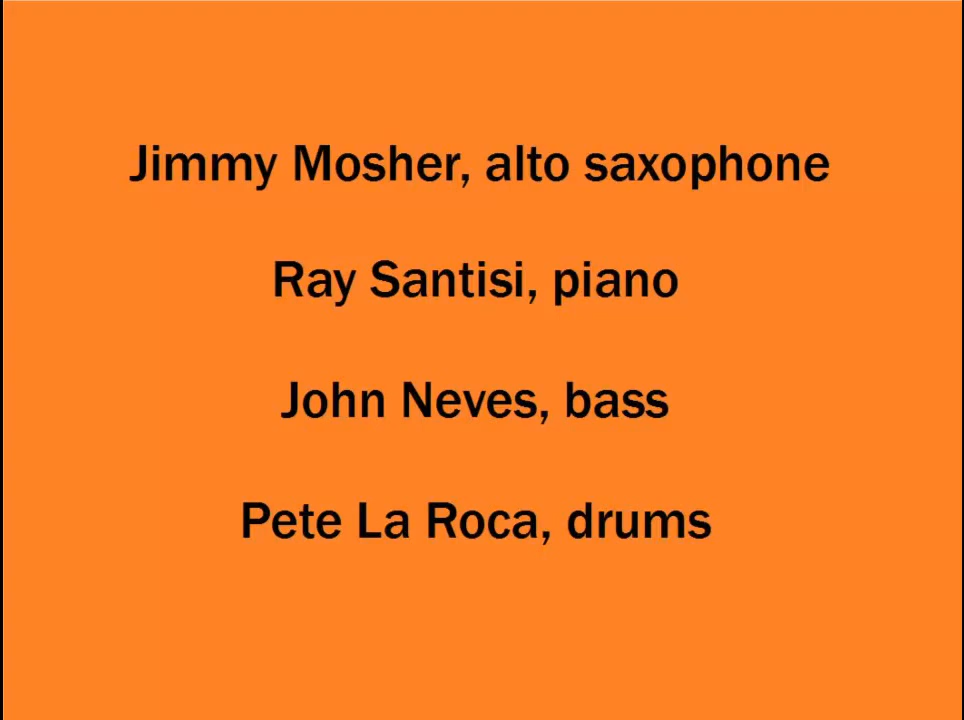 Jimmy Mosher, alto saxophone
Ray Santisi, piano
John Neves, bass
Pete La Roca, drums